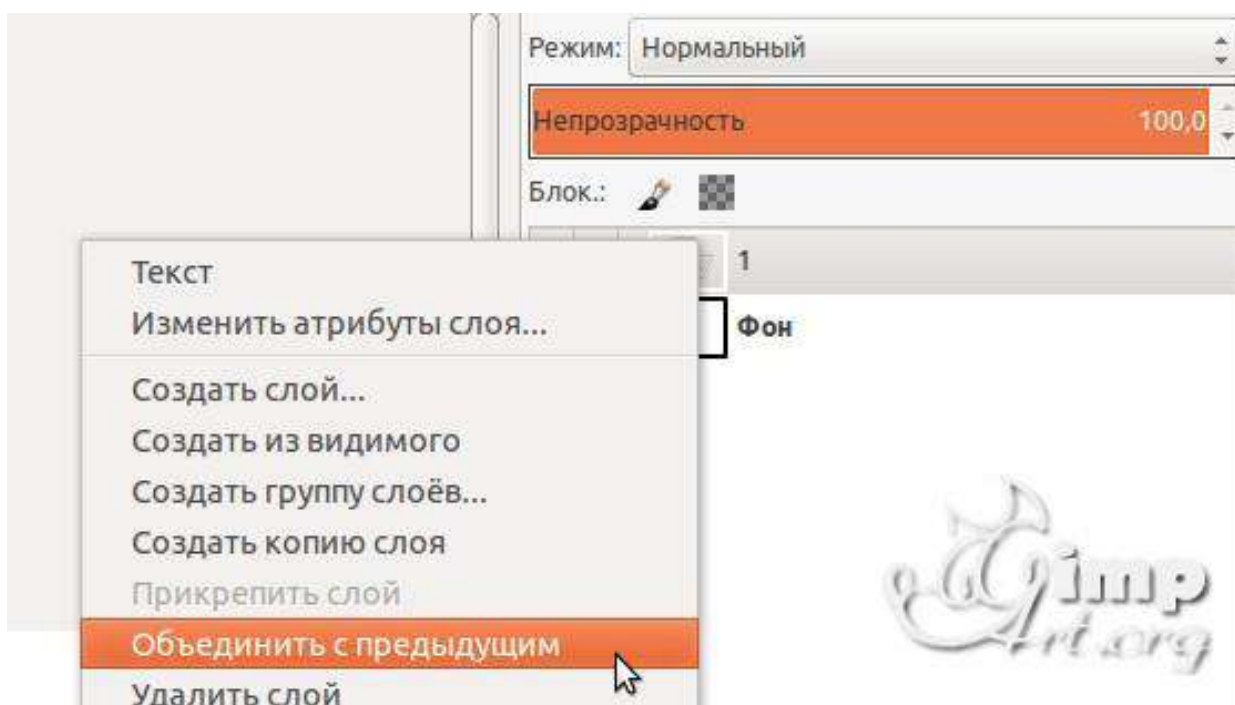 Режим: Нормальный
Непрозрачность 100,0
Блок.:
1
Фон
Текст
Изменить атрибуты слоя...
Создать слой...
Создать из видимого
Создать группу слоёв...
Создать копию слоя
Прикрепить слой
Объединить с предыдущим
Удалить слой
Gimp
Art.org